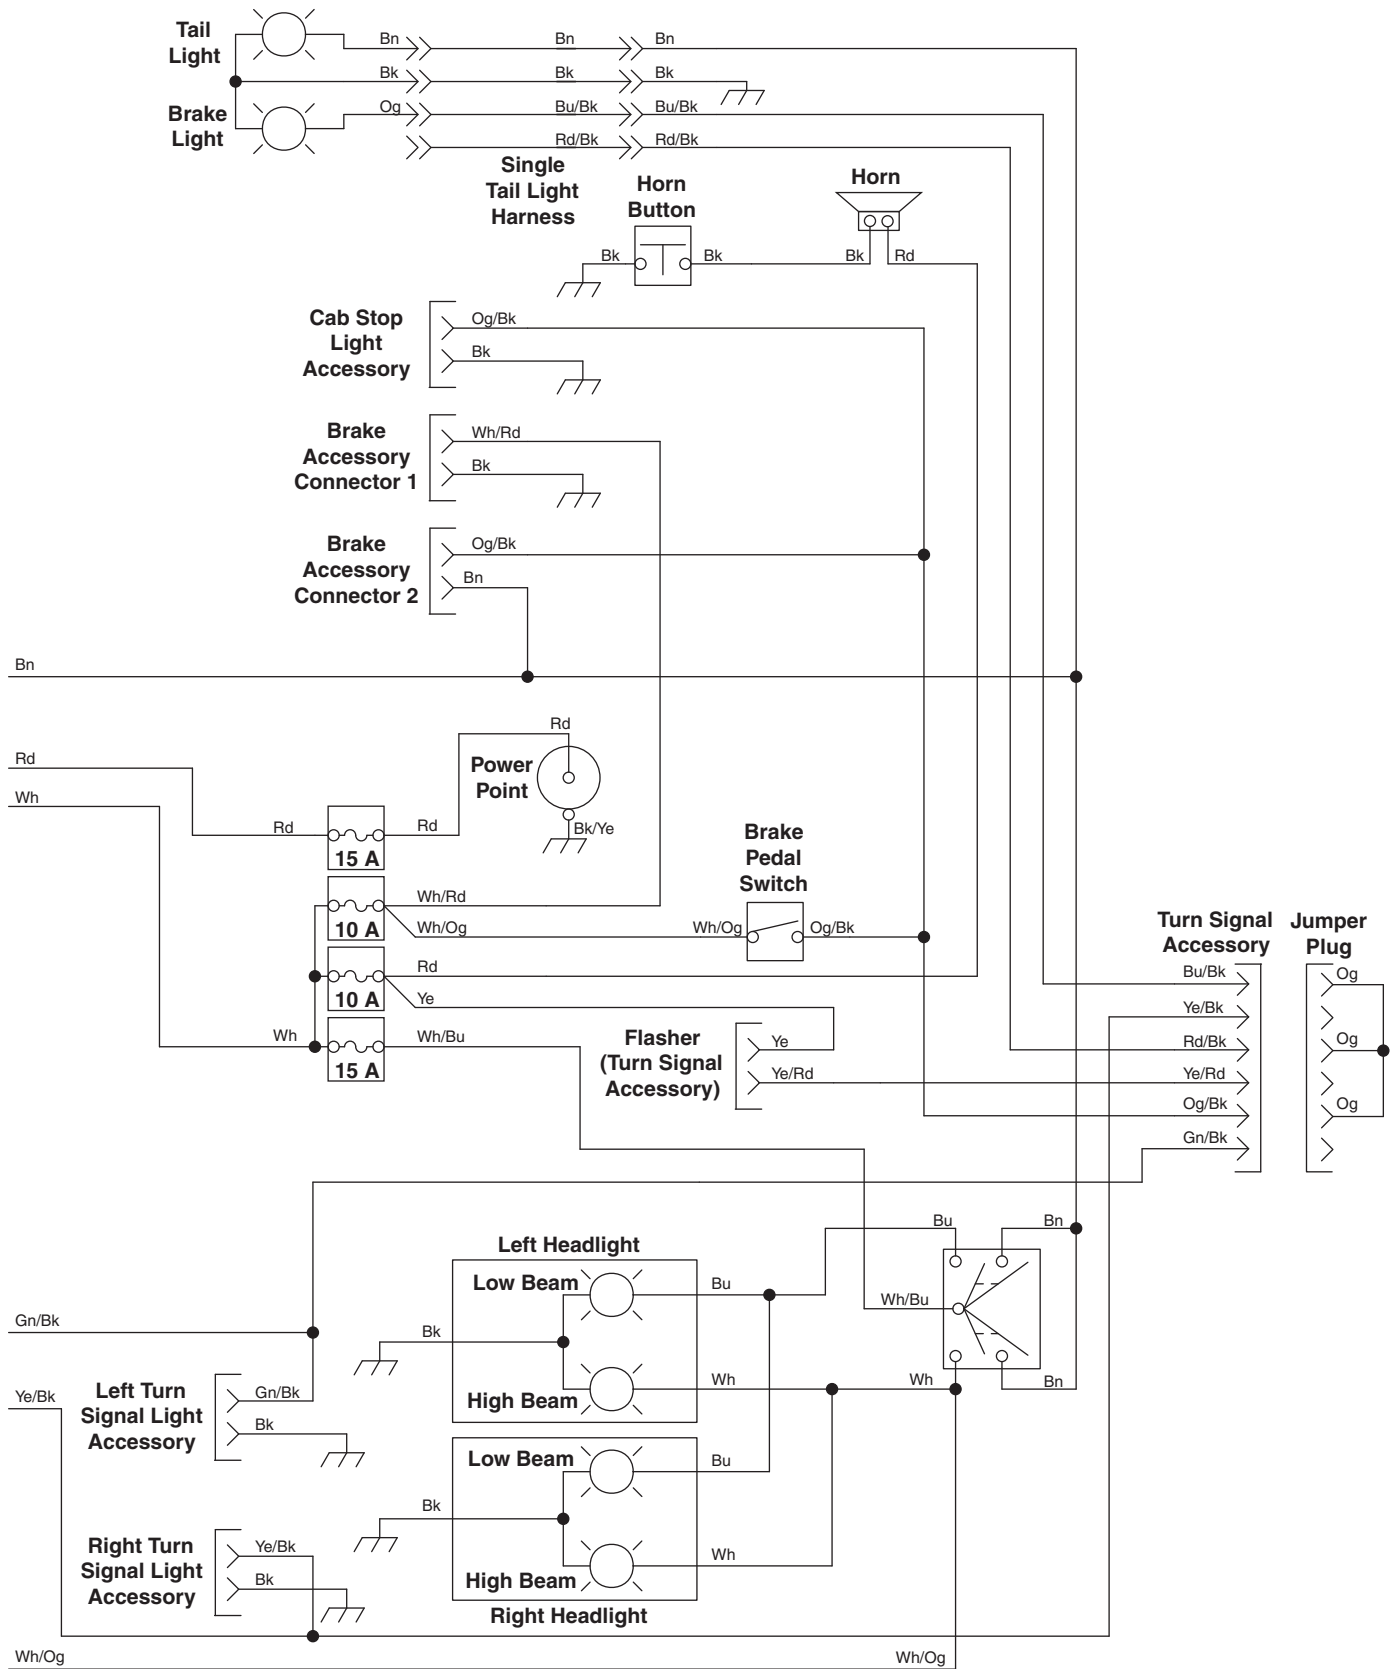 Tail
Light
Bn
Bn
Bn
Bk
Bk
Bk
Brake
Light
Og
Bu/Bk
Bu/Bk
Rd/Bk
Rd/Bk
Single
Tail Light
Harness
Horn
Button
Horn
Bk
Bk
Bk
Rd
Cab Stop
Light
Accessory
Og/Bk
Bk
Brake
Accessory
Connector 1
Wh/Rd
Bk
Brake
Accessory
Connector 2
Og/Bk
Bn
Bn
Rd
Rd
Power
Point
Bk/Ye
Wh
Rd
Rd
15 A
Brake
Pedal
Switch
Wh/Rd
10 A
Wh/Og
Wh/Og
Og/Bk
Rd
10 A
Ye
Wh
Wh/Bu
15 A
Flasher
(Turn Signal
Accessory)
Ye
Ye/Rd
Turn Signal
Accessory
Jumper
Plug
Bu/Bk
Og
Ye/Bk
Rd/Bk
Og
Ye/Rd
Og/Bk
Og
Gn/Bk
Bu
Bn
Left Headlight
Low Beam
Bu
Wh/Bu
Gn/Bk
Bk
Wh
Wh
Bn
High Beam
Ye/Bk
Left Turn
Signal Light
Accessory
Gn/Bk
Bk
Low Beam
Bu
Bk
Right Turn
Signal Light
Accessory
Ye/Bk
Bk
Wh
High Beam
Right Headlight
Wh/Og
Wh/Og